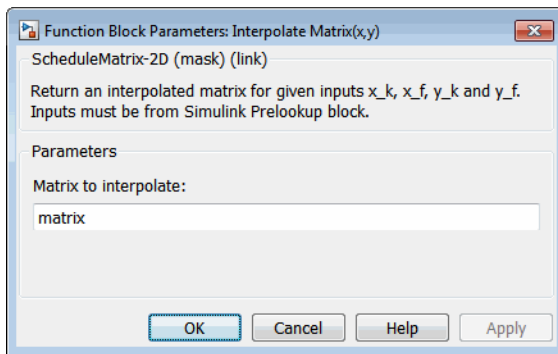 Function Block Parameters: Interpolate Matrix(x,y)
ScheduleMatrix-2D (mask) (link)
Return an interpolated matrix for given inputs x_k, x_f, y_k and y_f.
Inputs must be from Simulink Prelookup block.
Parameters
Matrix to interpolate:
matrix
OK Cancel Help Apply